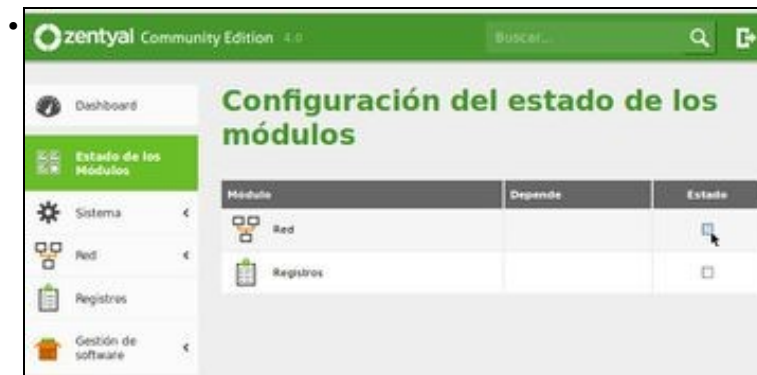 zentyal Community Edition 4.0
Buscar...
Dashboard
Estado de los
Módulos
Sistema
Red
Registros
Gestión de
software
Configuración del estado de los
módulos
Módulo Depende Estado
Red
Registros